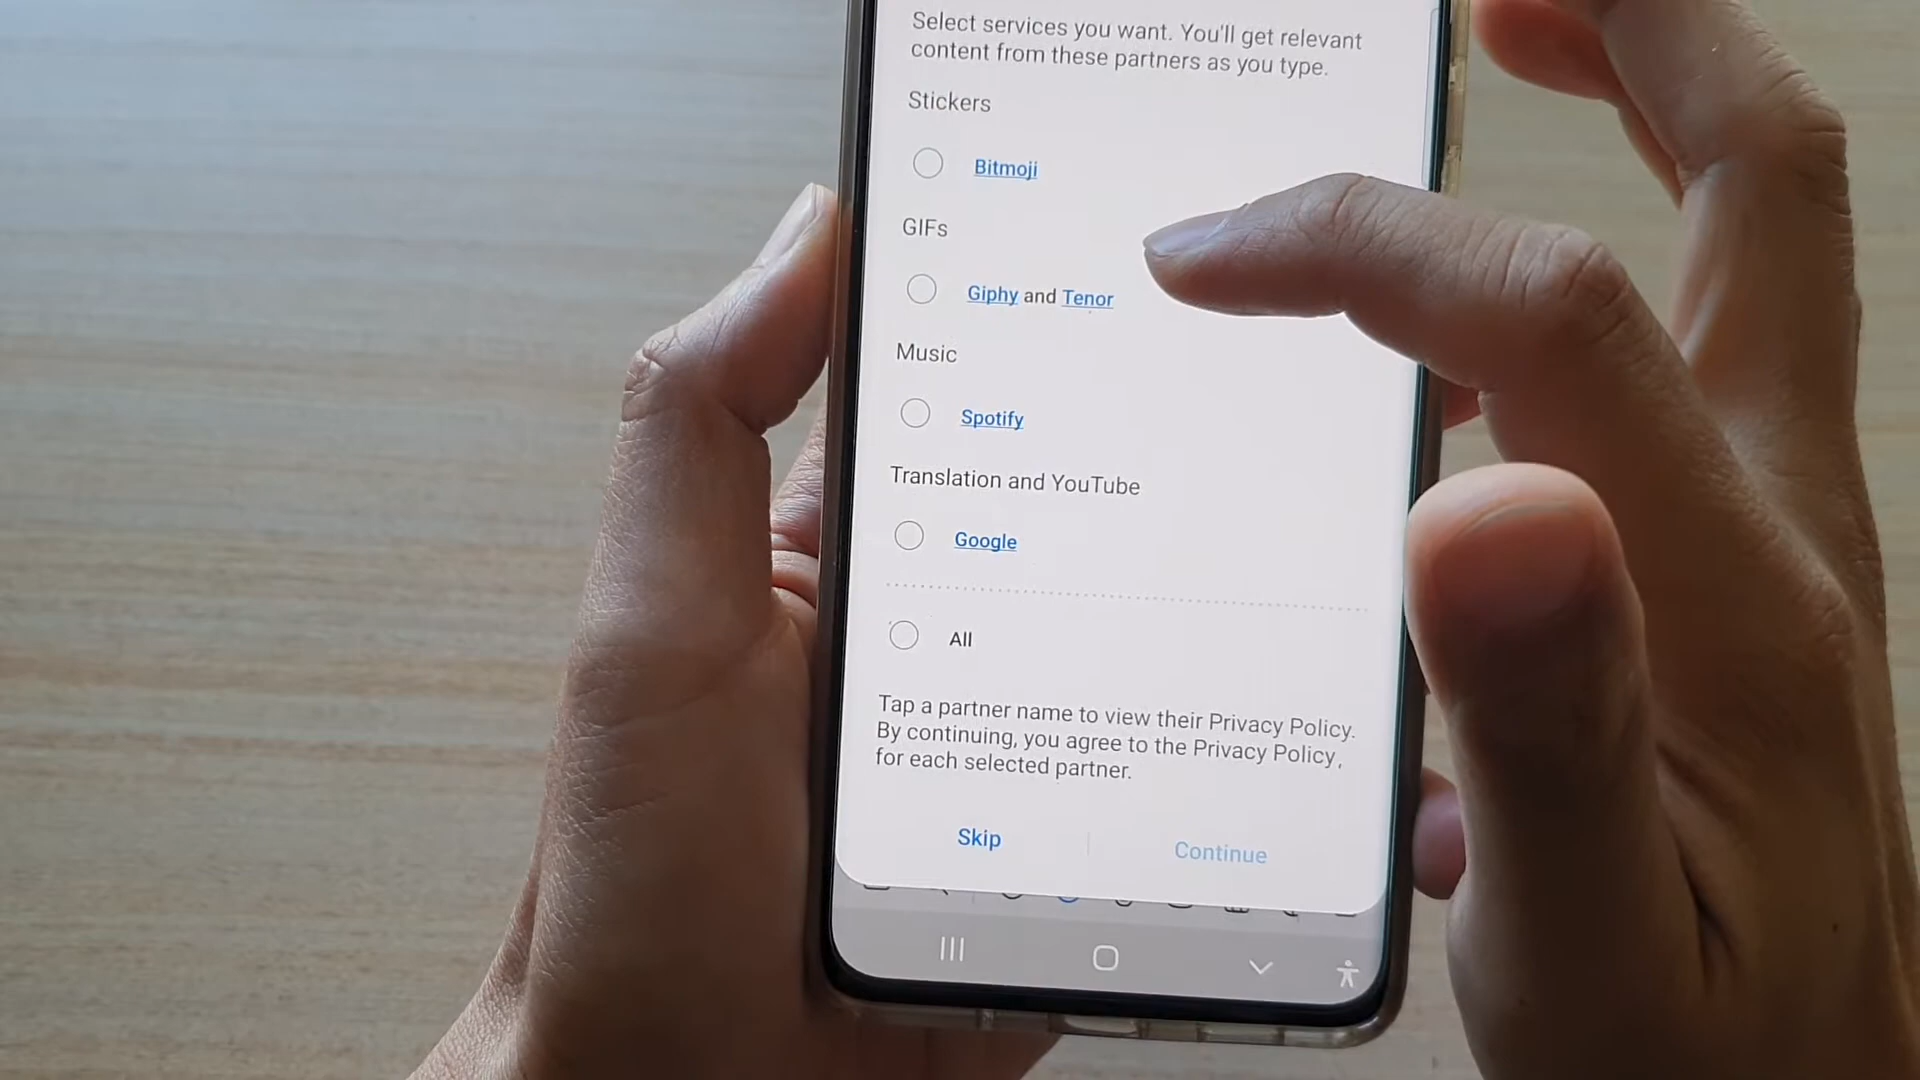 Select services you want. You'll get relevant
content from these partners as you type.
Stickers
Bitmoji
GIFs
Giphy and Tenor
Music
Spotify
Translation and YouTube
Google
All
Tap a partner name to view their Privacy Policy.
By continuing, you agree to the Privacy Policy,
for each selected partner.
Skip
Continue